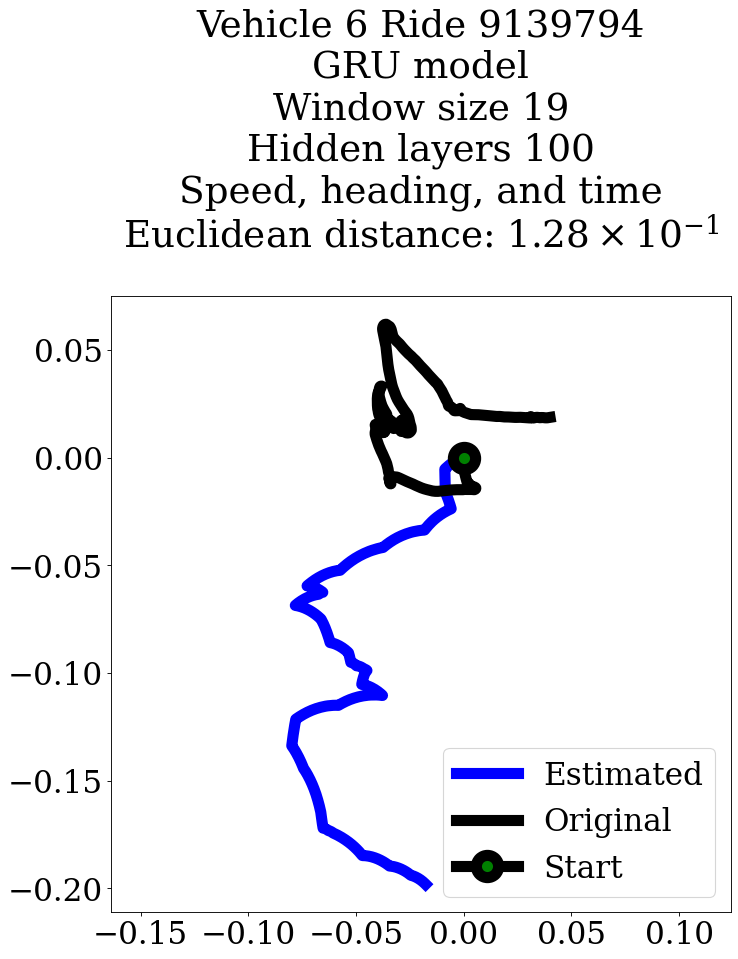 Vehicle 6 Ride 9139794
GRU model
Window size 19
Hidden layers 100
Speed, heading, and time
Euclidean distance: 1.28 × 10⁻¹
0.05
0.00
−0.05
−0.10
−0.15
−0.20
Estimated
Original
Start
−0.15 −0.10 −0.05 0.00 0.05 0.10